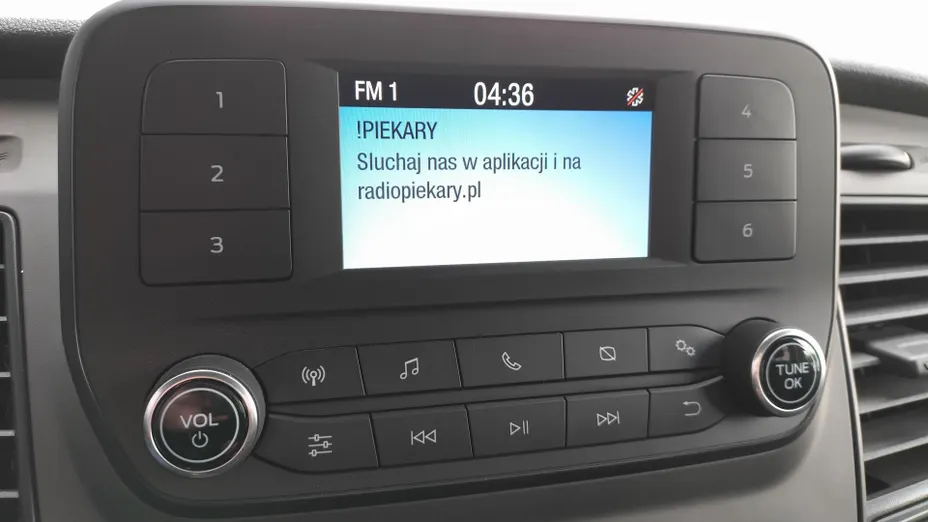 FM 1 04:36
!PIEKARY
Sluchaj nas w aplikacji i na
radiopiekary.pl
1
2
3
4
5
6
VOL
TUNE
OK